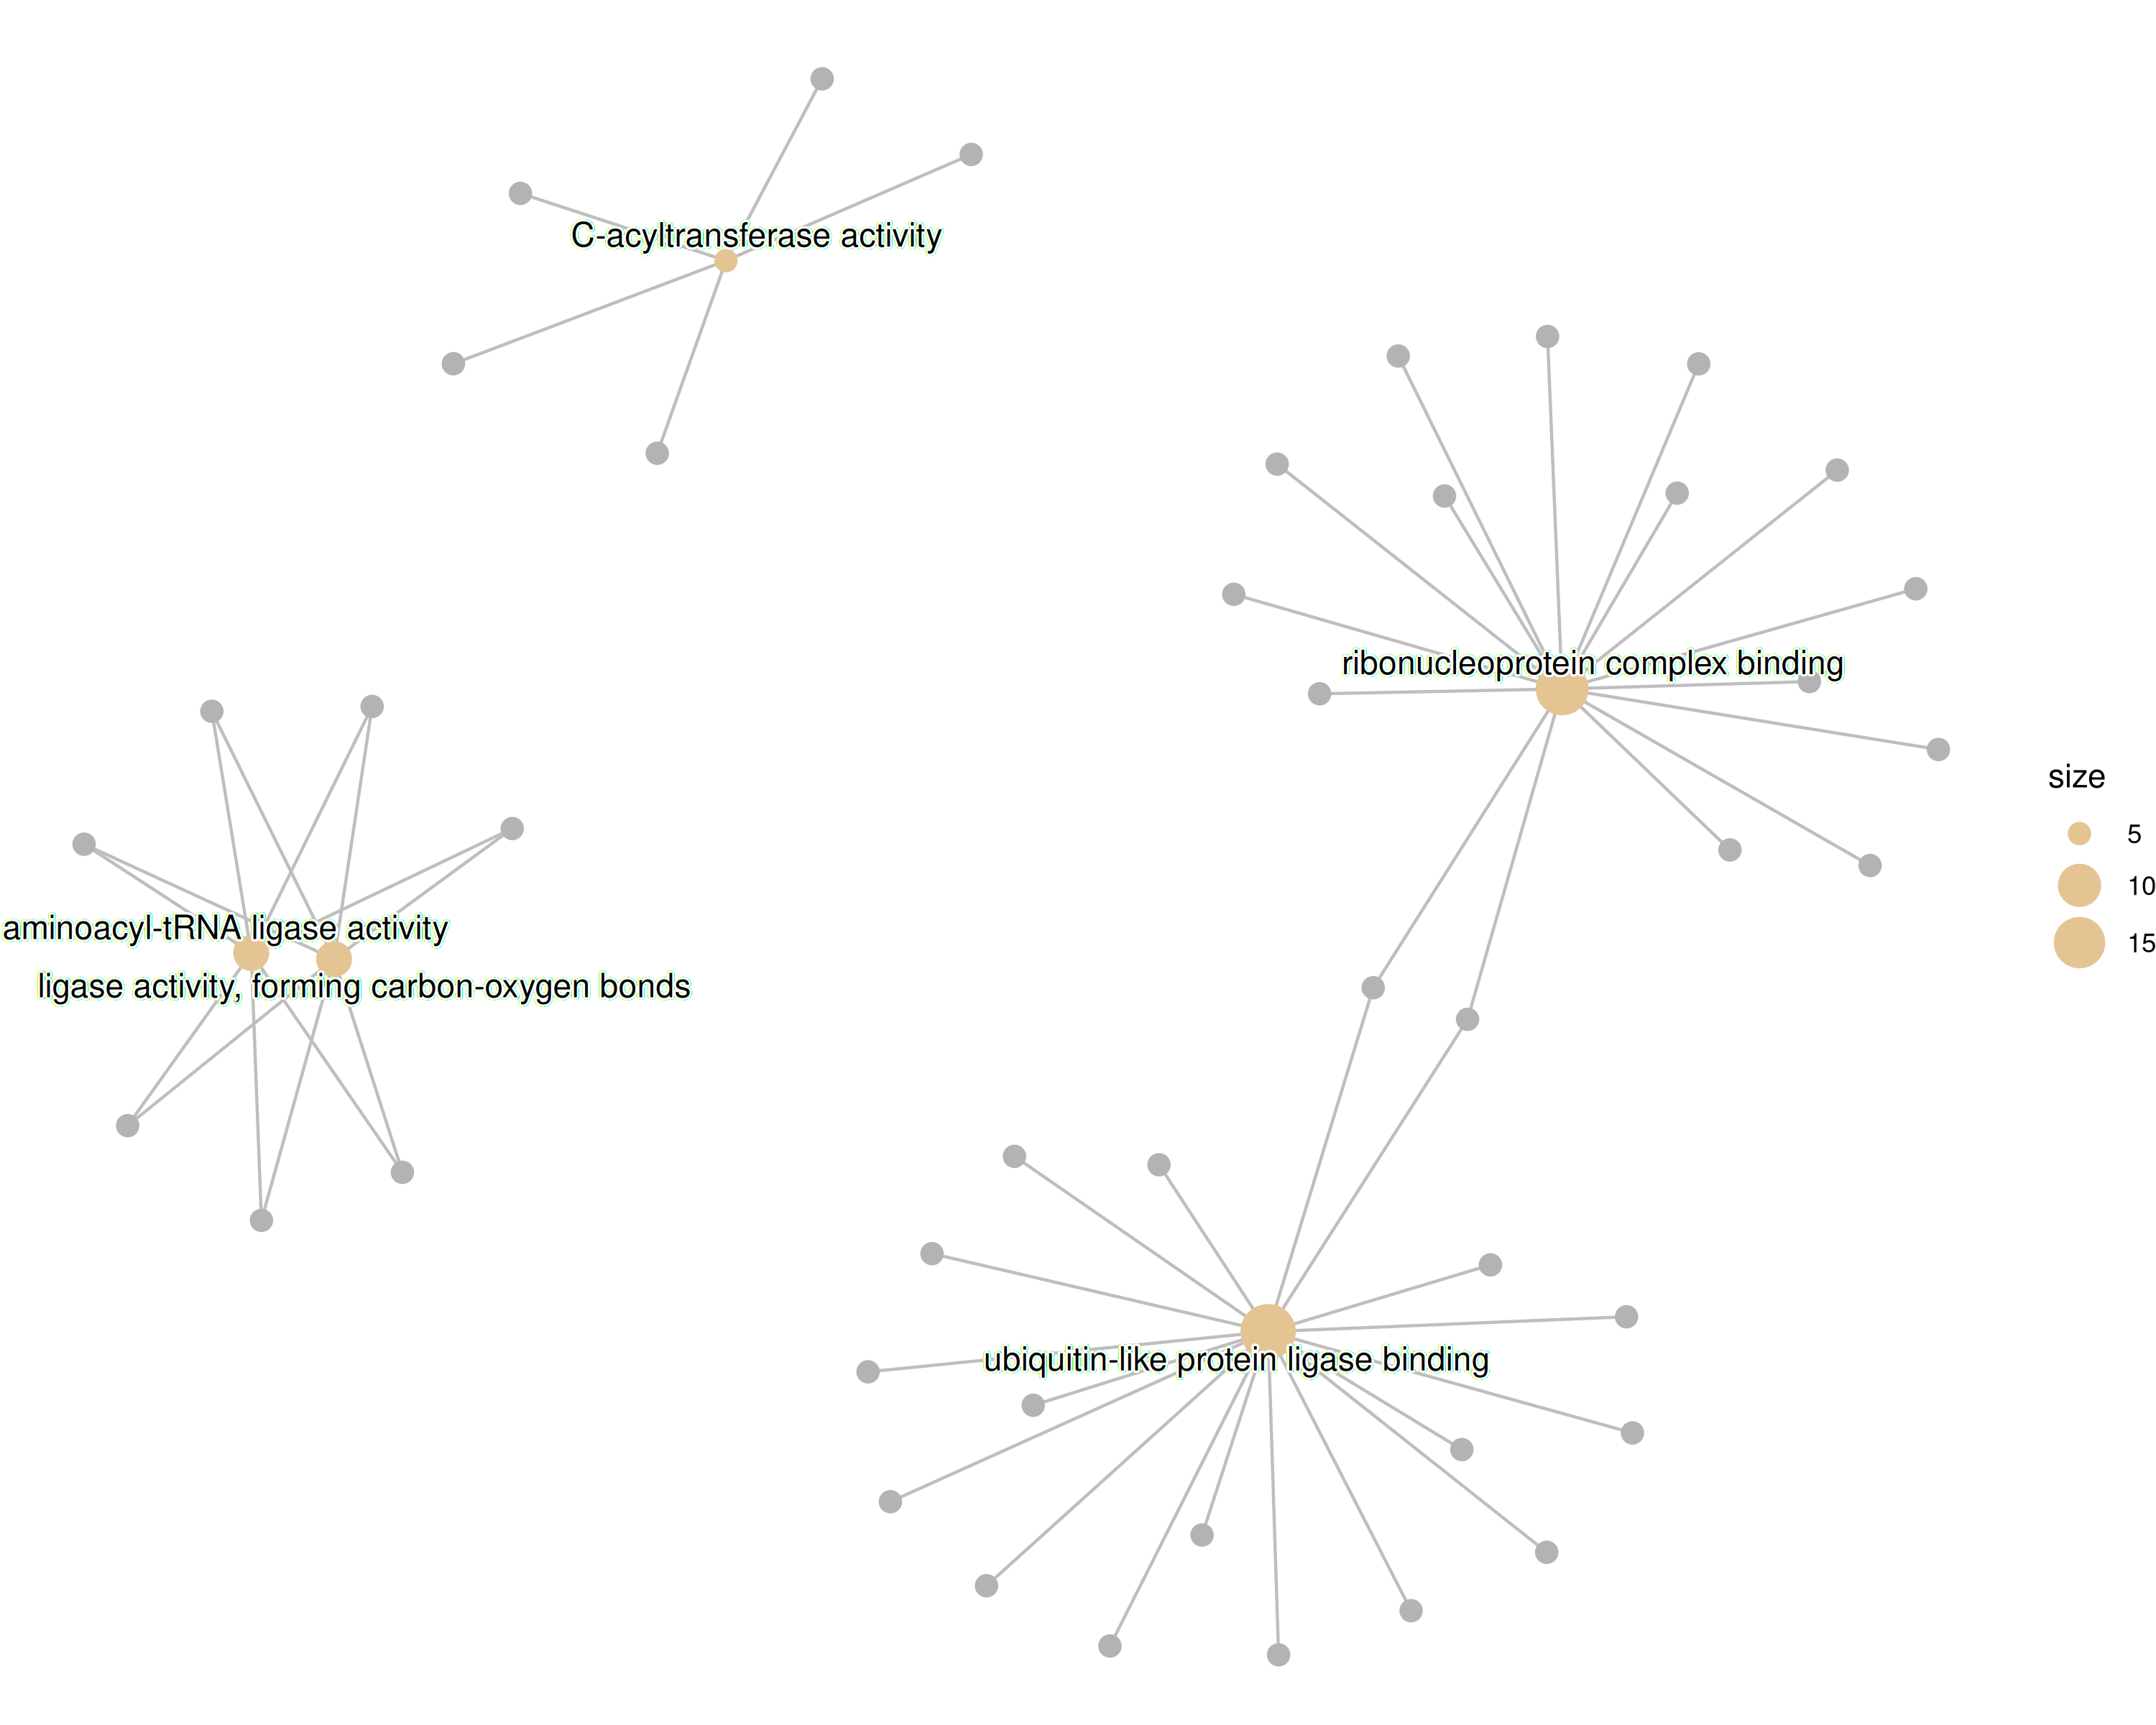 C-acyltransferase activity
ribonucleoprotein complex binding
size
5
10
15
aminoacyl-tRNA ligase activity
ligase activity, forming carbon-oxygen bonds
ubiquitin-like protein ligase binding